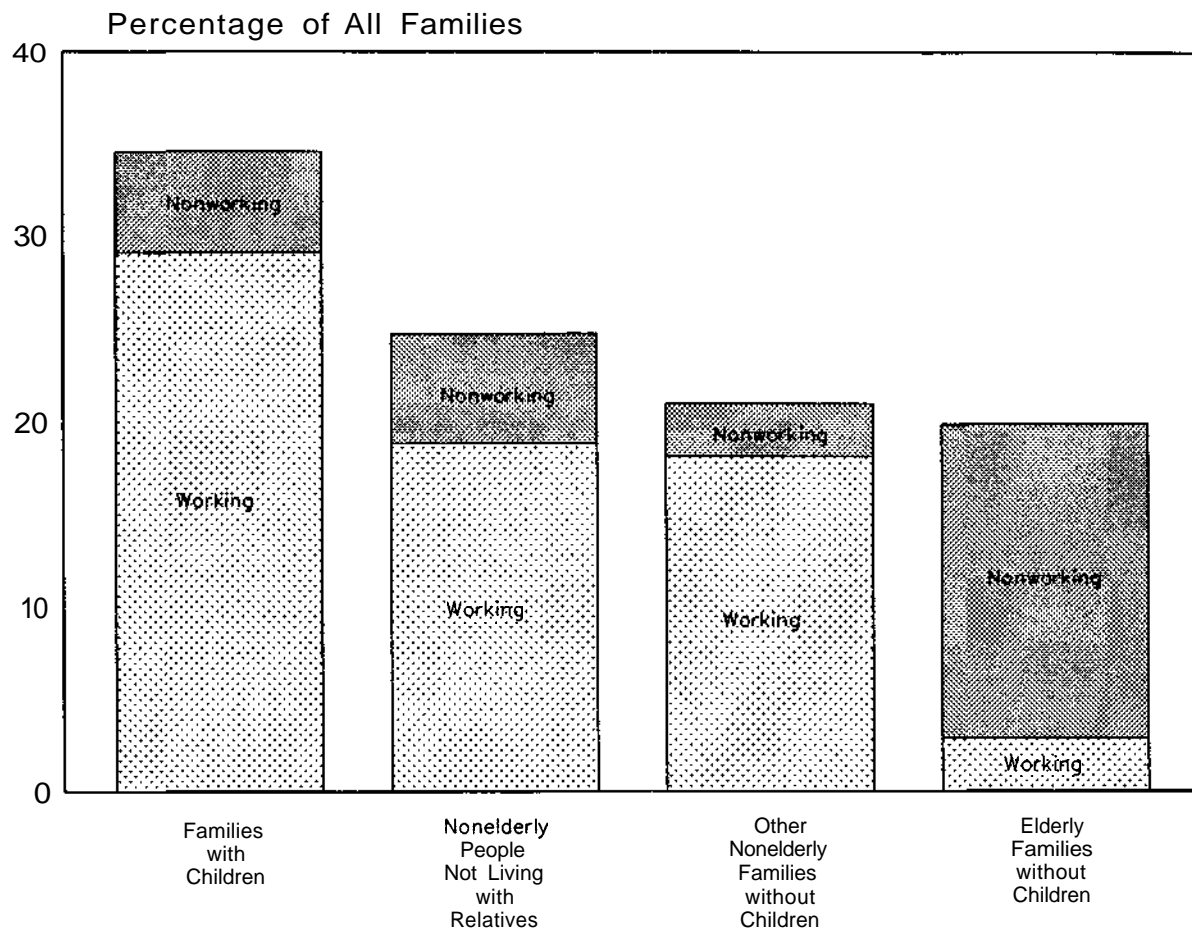 Percentage of All Families
40
30
20
10
0
Nonworking
Working
Nonworking
Working
Nonworking
Working
Nonworking
Working
Families
with
Children
Nonelderly
People
Not Living
with
Relatives
Other
Nonelderly
Families
without
Children
Elderly
Families
without
Children